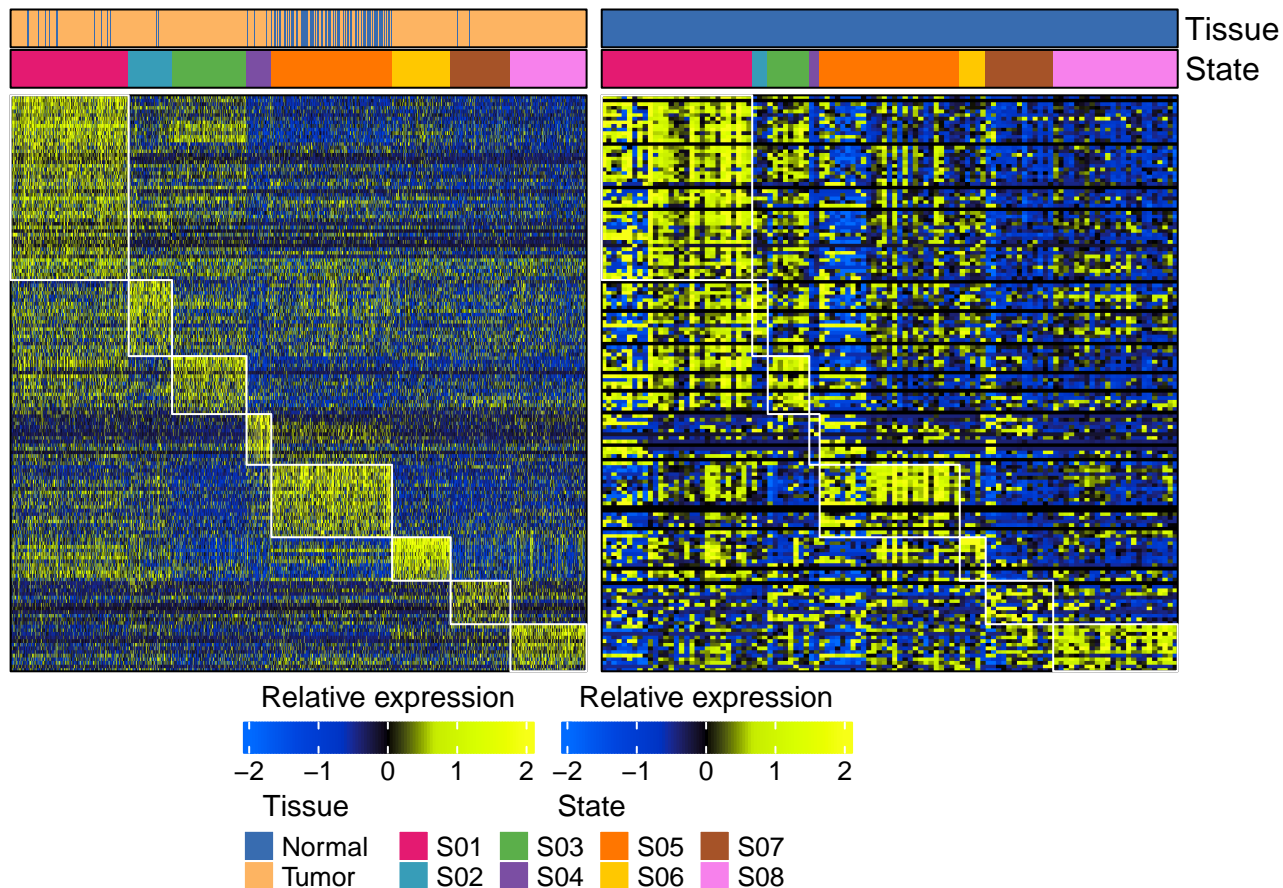 Tissue
State
Relative expression Relative expression
−2 −1 0 1 2 −2 −1 0 1 2
Tissue State
Normal S01 S03 S05 S07
Tumor S02 S04 S06 S08